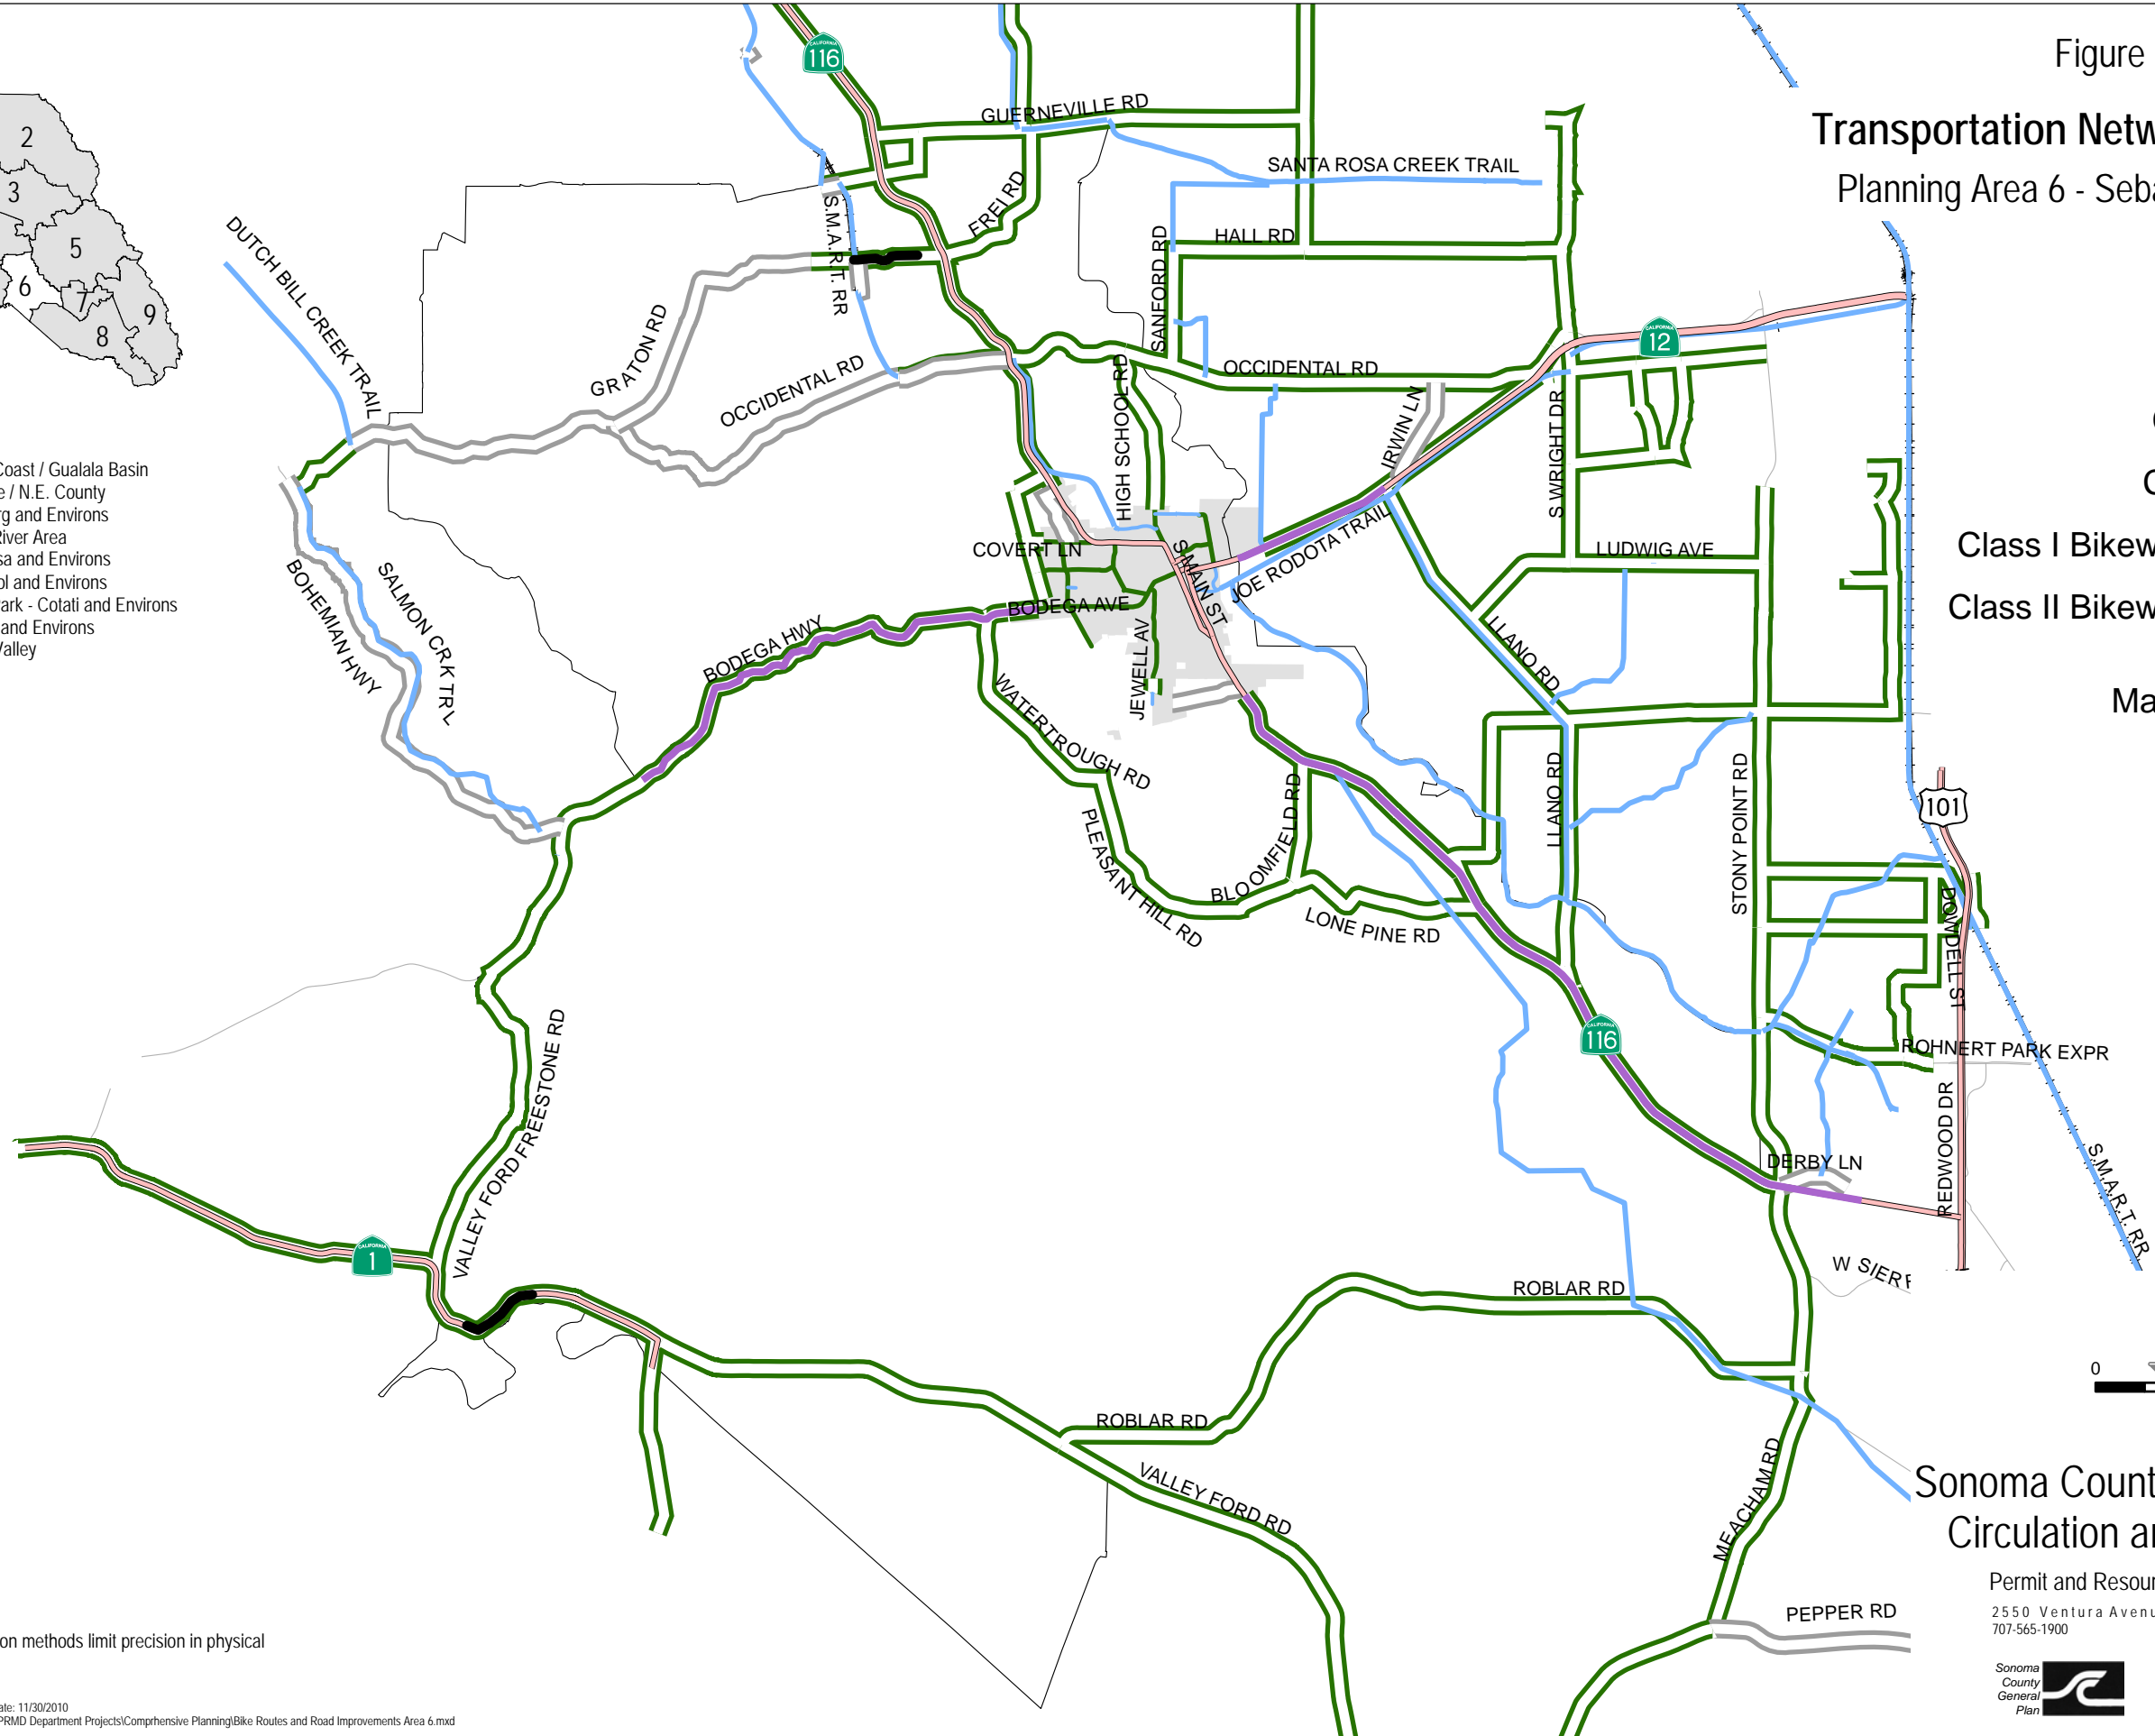 Figure
Transportation Netw
Planning Area 6 - Seba
2
3
5
6
7
8
9
Coast / Gualala Basin
e / N.E. County
rg and Environs
River Area
sa and Environs
ol and Environs
Park - Cotati and Environs
and Environs
Valley
Class I Bikew
Class II Bikew
Ma
CALIFORNIA
116
GUERNEVILLE RD
SANTA ROSA CREEK TRAIL
FREI RD
S.M.A.R.T. RR
HALL RD
SANFORD RD
DUTCH BILL CREEK TRAIL
GRATON RD
OCCIDENTAL RD
OCCIDENTAL RD
CALIFORNIA
12
HIGH SCHOOL RD
IRWIN LN
S WRIGHT DR
COVERT LN
S MAIN ST
JOE RODOTA TRAIL
LUDWIG AVE
BODEGA AVE
BODEGA HWY
JEWELL AV
BOHEMIAN HWY
SALMON CRK TRL
LLANO RD
WATERTROUGH RD
LLANO RD
STONY POINT RD
101
PLEASANT HILL RD
BLOOMFIELD RD
LONE PINE RD
DOWDELL ST
CALIFORNIA
116
ROHNERT PARK EXPR
VALLEY FORD FREESTONE RD
DERBY LN
REDWOOD DR
S.M.A.R.T. RR
CALIFORNIA
1
W SIERR
ROBLAR RD
ROBLAR RD
0
VALLEY FORD RD
MEACHAM RD
PEPPER RD
Sonoma Count
Circulation an
Permit and Resour
2550 Ventura Avenu
707-565-1900
Sonoma
County
General
Plan
on methods limit precision in physical
ate: 11/30/2010
PRMD Department Projects\Comprhensive Planning\Bike Routes and Road Improvements Area 6.mxd